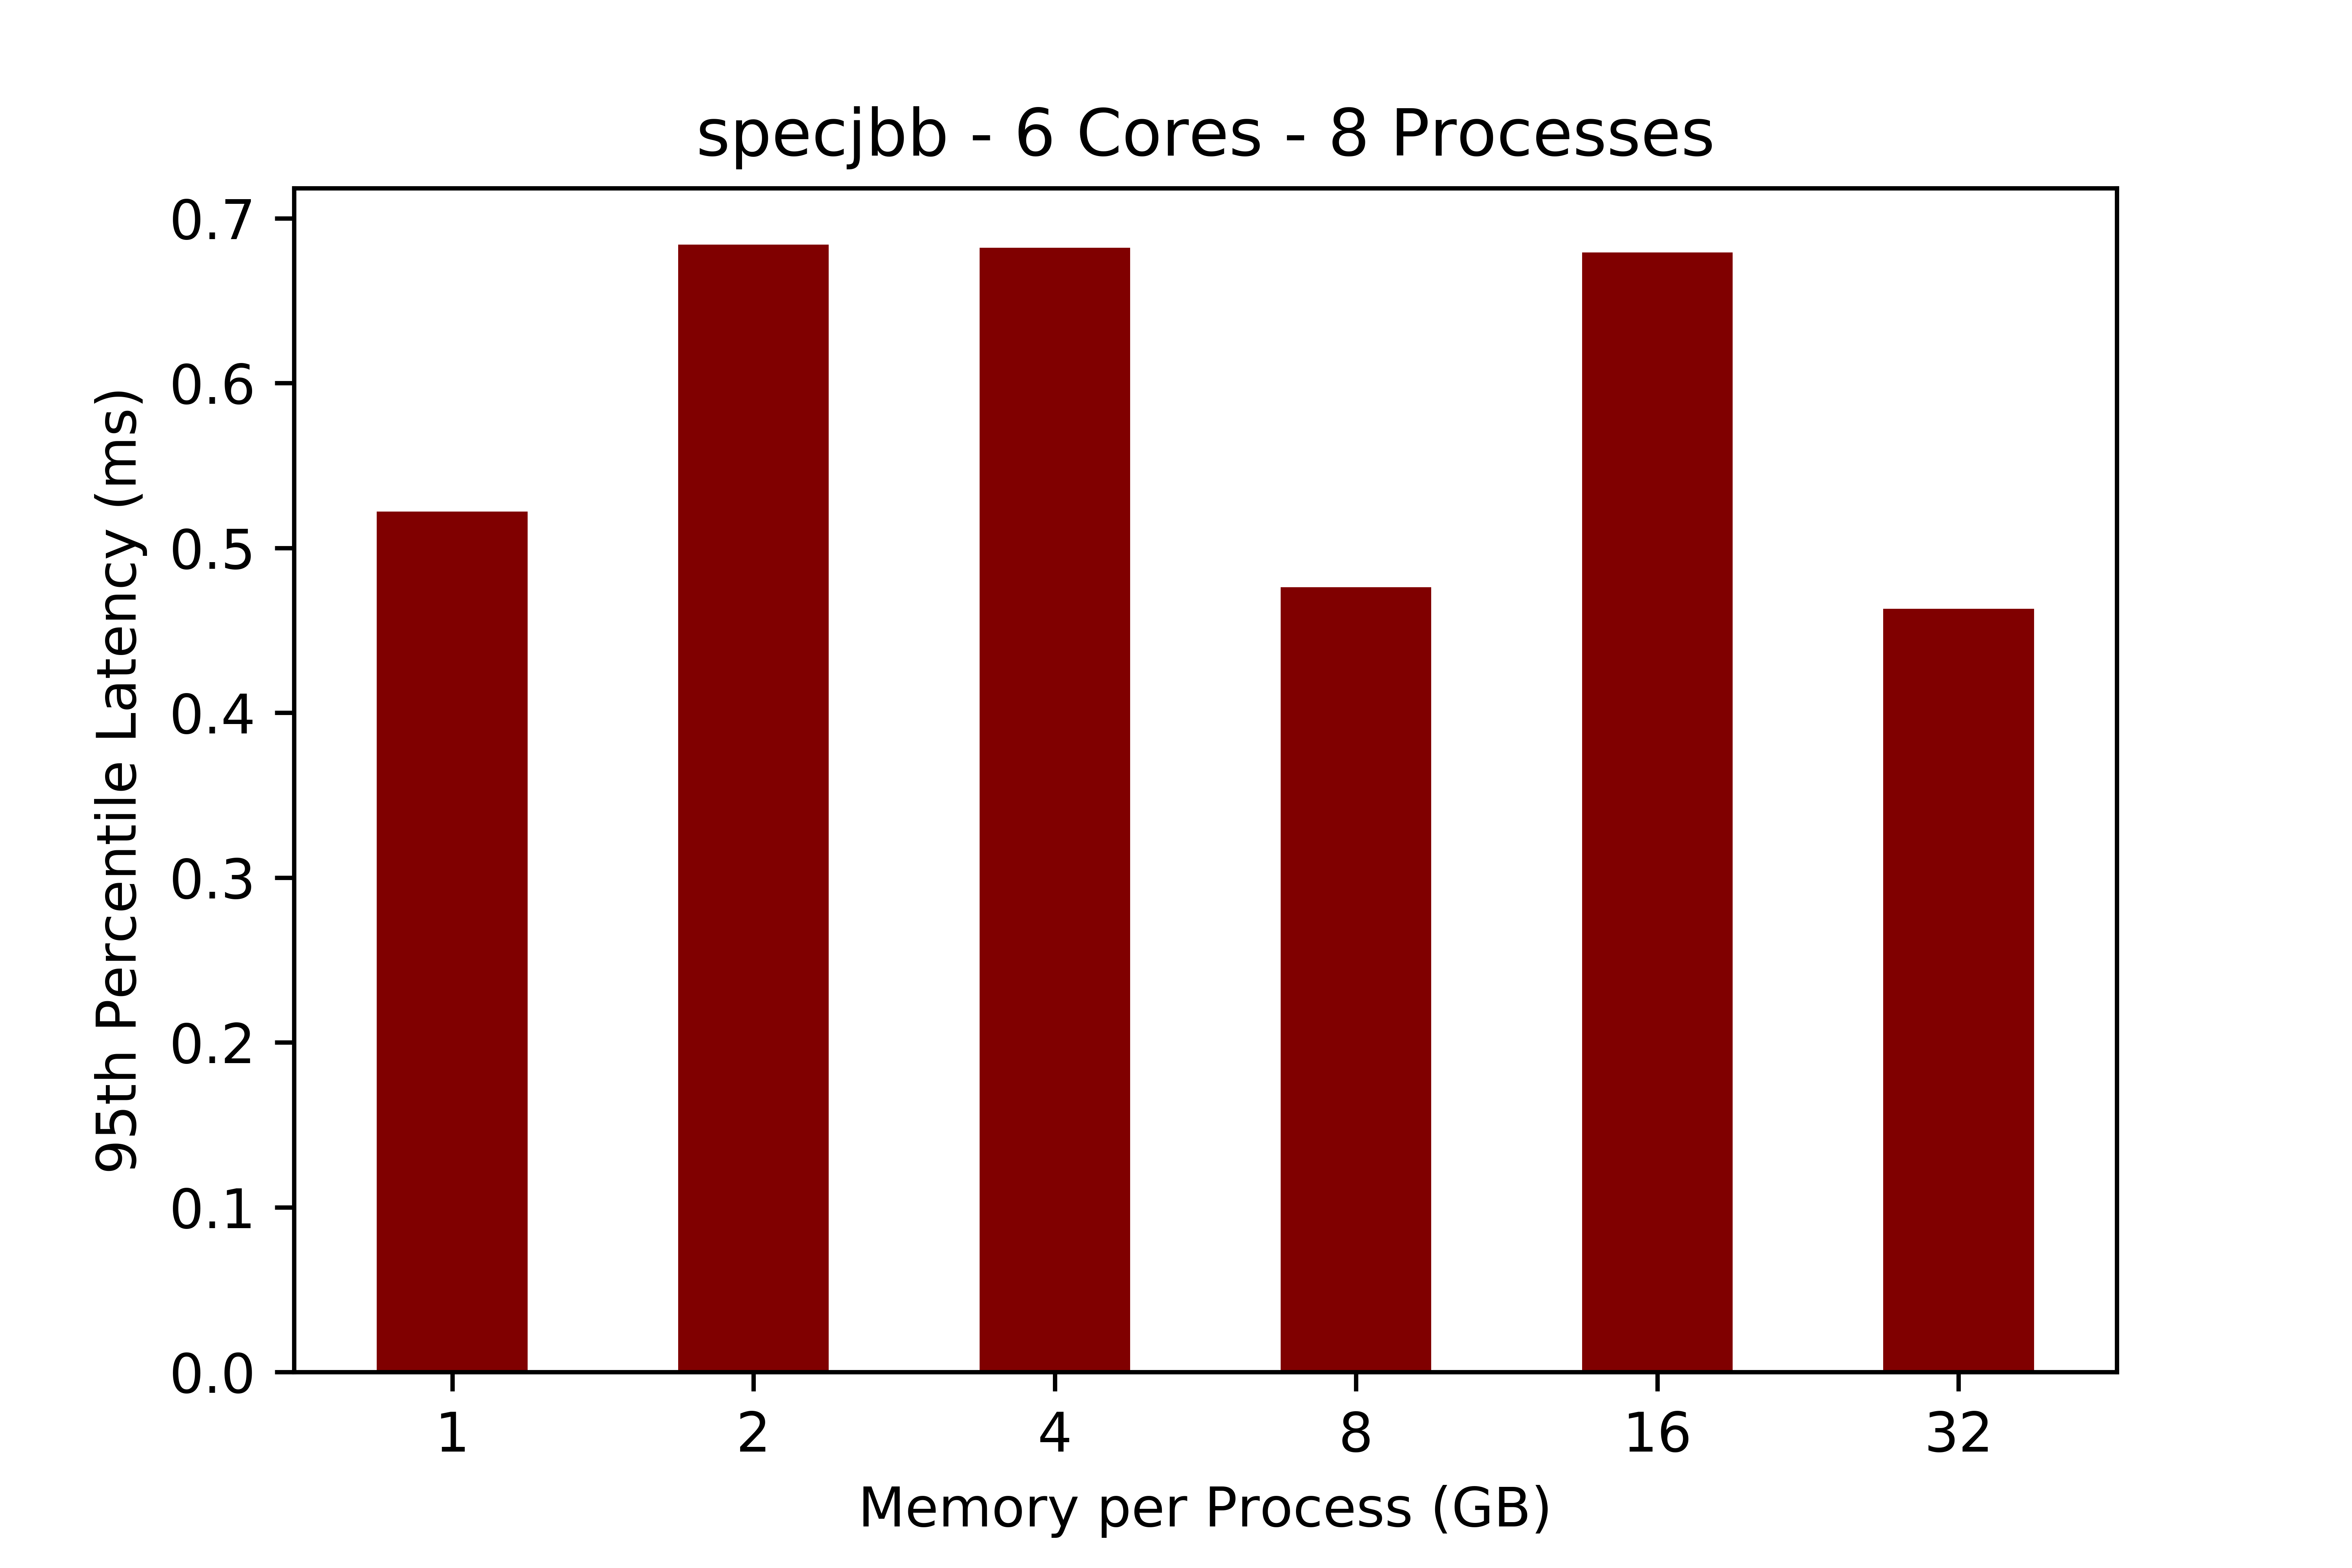 specjbb - 6 Cores - 8 Processes
95th Percentile Latency (ms)
0.7
0.6
0.5
0.4
0.3
0.2
0.1
0.0
1 2 4 8 16 32
Memory per Process (GB)